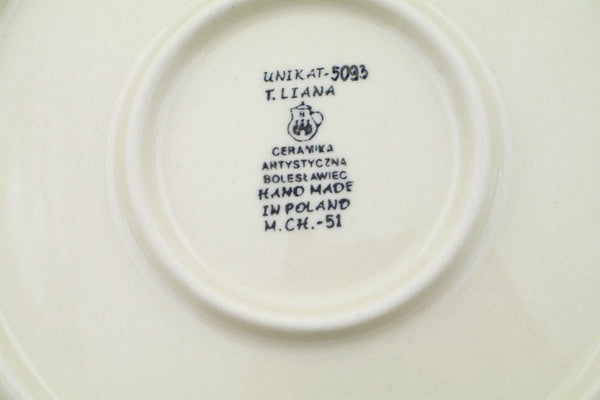 UNIKAT-5093
T. LIANA
CERAMIKA
ARTYSTYCZNA
BOLESŁAWIEC
HAND MADE
IN POLAND
M. CH.-51